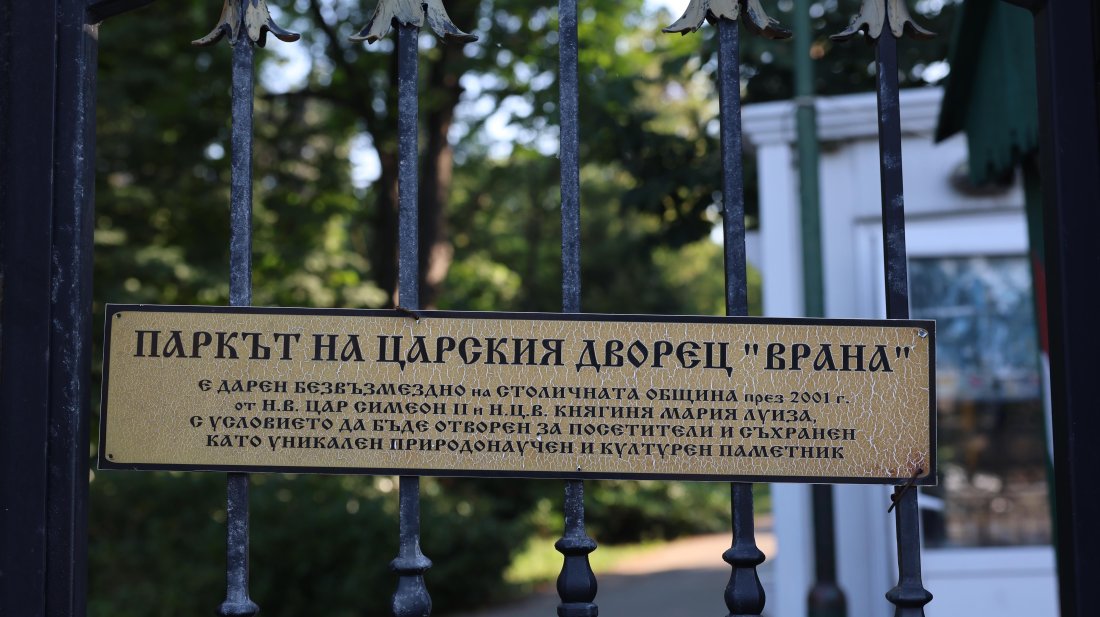 ПАРКЪТ НА ЦАРСКИЯ ДВОРЕЦ "ВРАНА"
Е ДАРЕН БЕЗВЪЗМЕЗДНО на СТОЛИЧНАТА ОБЩИНА през 2001 г.
от Н.В. ЦАР СИМЕОН II и Н.Ц.В. КНЯГИНЯ МАРИЯ ЛУИЗА,
С УСЛОВИЕТО ДА БЪДЕ ОТВОРЕН ЗА ПОСЕТИТЕЛИ И СЪХРАНЕН
КАТО УНИКАЛЕН ПРИРОДОНАУЧЕН И КУЛТУРЕН ПАМЕТНИК